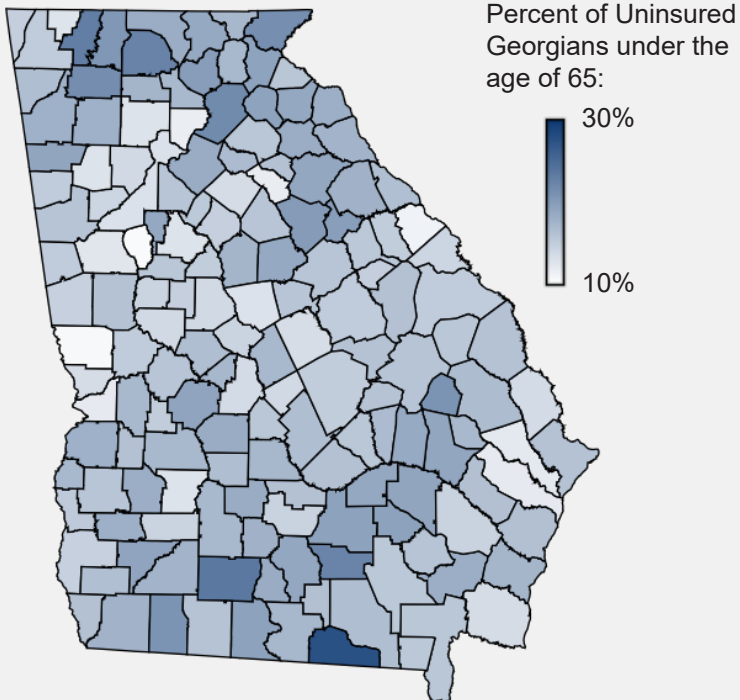 Percent of Uninsured
Georgians under the
age of 65:
30%
10%